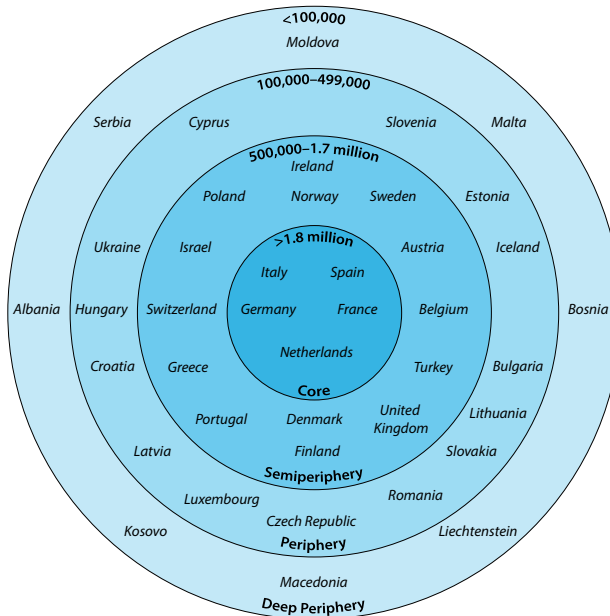 <100,000
Moldova
100,000–499,000
Serbia
Cyprus
Slovenia
Malta
500,000–1.7 million
Ireland
Poland
Norway
Sweden
Estonia
>1.8 million
Ukraine
Israel
Austria
Iceland
Italy
Spain
Albania
Hungary
Switzerland
Germany
France
Belgium
Bosnia
Netherlands
Croatia
Greece
Turkey
Bulgaria
Core
Portugal
Denmark
United
Kingdom
Lithuania
Latvia
Finland
Slovakia
Semiperiphery
Luxembourg
Romania
Czech Republic
Kosovo
Liechtenstein
Periphery
Macedonia
Deep Periphery